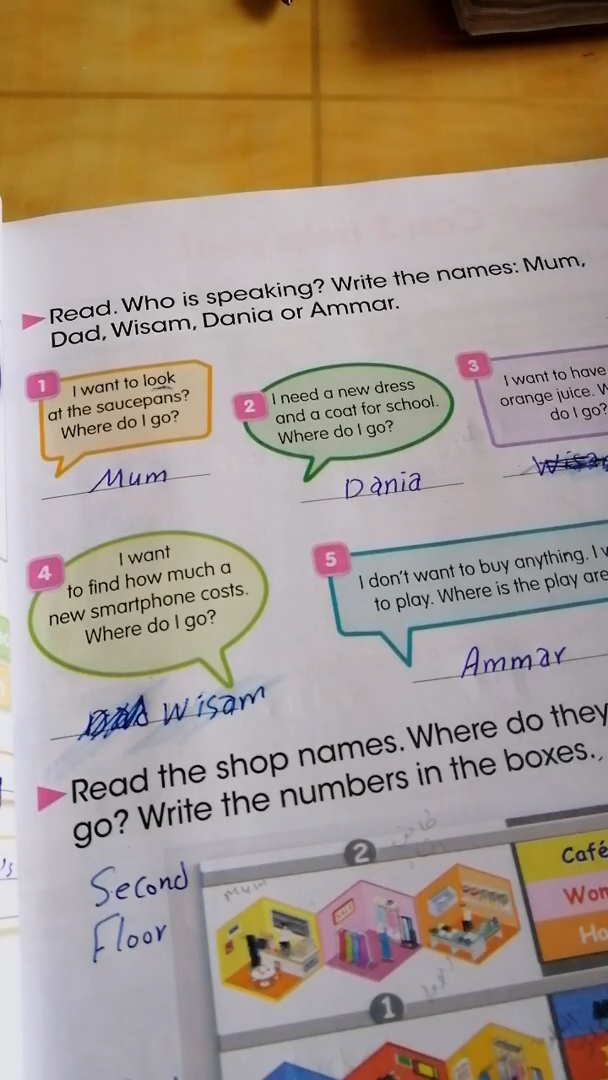 Read. Who is speaking? Write the names: Mum,
Dad, Wisam, Dania or Ammar.
1
I want to look
at the saucepans?
Where do I go?
Mum
2
I need a new dress
and a coat for school.
Where do I go?
Dania
3
I want to have
orange juice. W
do I go?
4
I want
to find how much a
new smartphone costs.
Where do I go?
Wisam
5
I don't want to buy anything. I w
to play. Where is the play are
Ammar
Read the shop names. Where do they
go? Write the numbers in the boxes.
Second
Floor
2
Mum
Café
Wom
Ho
1